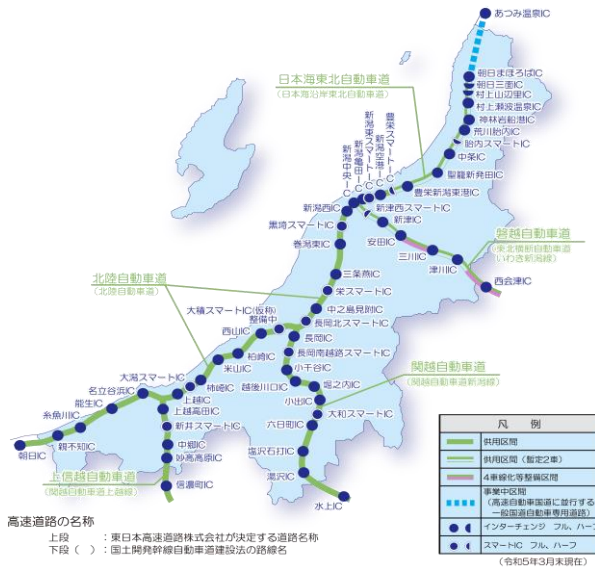 あつみ温泉IC
朝日まほろばIC
朝日三面IC
村上山辺里IC
村上瀬波温泉IC
神林岩船港IC
荒川胎内IC
胎内スマートIC
中条IC
聖籠新発田IC
日本海東北自動車道
(日本海沿岸東北自動車道)
豊栄スマートIC
新潟空港IC
新潟東スマートIC
新潟亀田IC
新潟中央IC
豊栄新潟東港IC
新潟西IC
新津西スマートIC
新津IC
黒埼スマートIC
安田IC
巻潟東IC
三川IC
津川IC
磐越自動車道
(東北横断自動車道
いわき新潟線)
西会津IC
三条燕IC
北陸自動車道
(北陸自動車道)
栄スマートIC
大積スマートIC(仮称)
整備中
中之島見附IC
長岡北スマートIC
西山IC
長岡IC
柏崎IC
長岡南越路スマートIC
米山IC
小千谷IC
関越自動車道
(関越自動車道新潟線)
大潟スマートIC
柿崎IC
越後川口IC
堀之内IC
名立谷浜IC
上越IC
小出IC
能生IC
上越高田IC
大和スマートIC
糸魚川IC
新井スマートIC
六日町IC
親不知IC
中郷IC
朝日IC
妙高高原IC
塩沢石打IC
上信越自動車道
(関越自動車道上越線)
信濃町IC
湯沢IC
水上IC
凡 例
供用区間
供用区間(暫定2車)
4車線化等整備区間
事業中区間
(高速自動車国道に並行する
一般国道自動車専用道路)
インターチェンジ フル、ハーフ
スマートIC フル、ハーフ
(令和5年3月末現在)
高速道路の名称
上段 :東日本高速道路株式会社が決定する道路名称
下段( ):国土開発幹線自動車道建設法の路線名